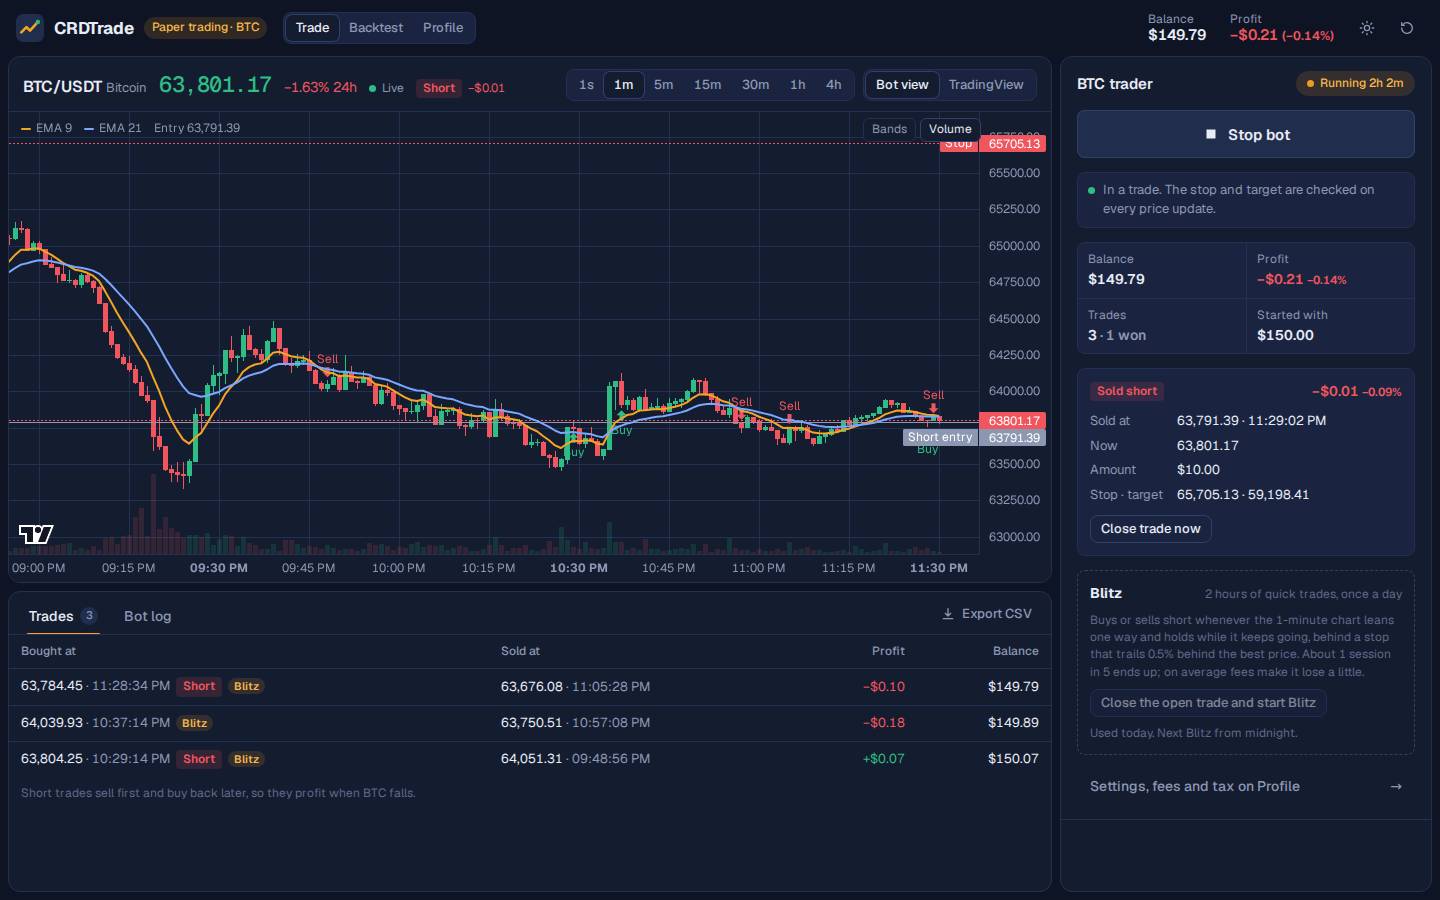 CRDTrade
Paper trading · BTC
Trade
Backtest
Profile
Balance
$149.79
Profit
−$0.21 (−0.14%)
BTC/USDT Bitcoin 63,801.17 −1.63% 24h Live Short −$0.01
1s 1m 5m 15m 30m 1h 4h
Bot view TradingView
EMA 9 EMA 21 Entry 63,791.39
Bands Volume
Stop 65705.13
65500.00
65250.00
65000.00
64750.00
64500.00
64250.00
64000.00
63801.17
Short entry 63791.39
63500.00
63250.00
63000.00
Sell
Buy
Sell
Sell
Sell
Buy
09:00 PM 09:15 PM 09:30 PM 09:45 PM 10:00 PM 10:15 PM 10:30 PM 10:45 PM 11:00 PM 11:15 PM 11:30 PM
Trades 3
Bot log
Export CSV
Bought at Sold at Profit Balance
63,784.45 · 11:28:34 PM Short Blitz 63,676.08 · 11:05:28 PM −$0.10 $149.79
64,039.93 · 10:37:14 PM Blitz 63,750.51 · 10:57:08 PM −$0.18 $149.89
63,804.25 · 10:29:14 PM Short Blitz 64,051.31 · 09:48:56 PM +$0.07 $150.07
Short trades sell first and buy back later, so they profit when BTC falls.
BTC trader
Running 2h 2m
Stop bot
In a trade. The stop and target are checked on
every price update.
Balance
$149.79
Profit
−$0.21 −0.14%
Trades
3 · 1 won
Started with
$150.00
Sold short −$0.01 −0.09%
Sold at 63,791.39 · 11:29:02 PM
Now 63,801.17
Amount $10.00
Stop · target 65,705.13 · 59,198.41
Close trade now
Blitz 2 hours of quick trades, once a day
Buys or sells short whenever the 1-minute chart leans
one way and holds while it keeps going, behind a stop
that trails 0.5% behind the best price. About 1 session
in 5 ends up; on average fees make it lose a little.
Close the open trade and start Blitz
Used today. Next Blitz from midnight.
Settings, fees and tax on Profile →